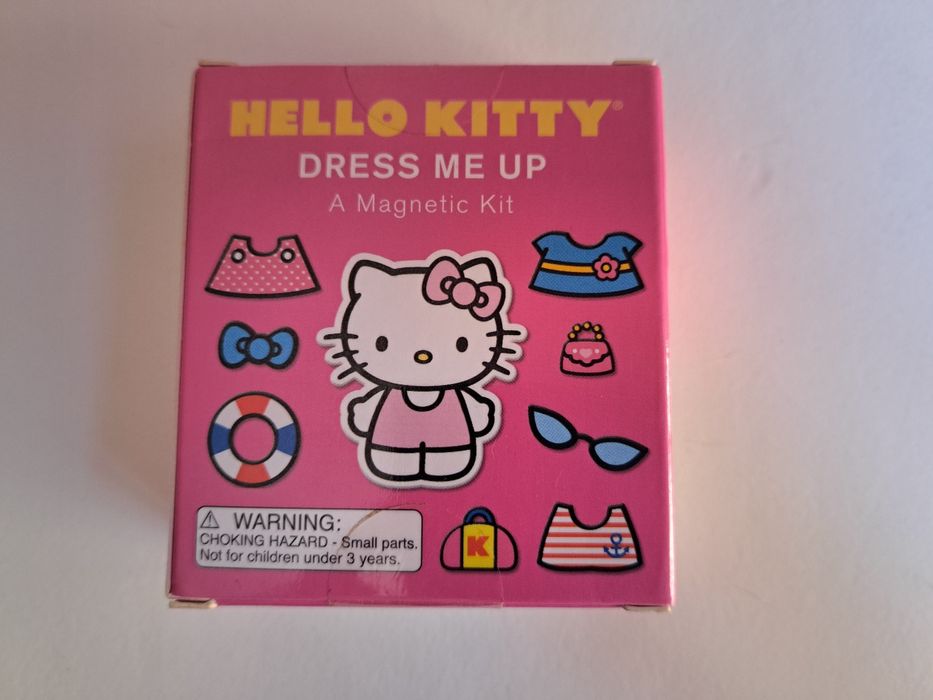 HELLO KITTY®
DRESS ME UP
A Magnetic Kit
K
⚠ WARNING:
CHOKING HAZARD - Small parts.
Not for children under 3 years.